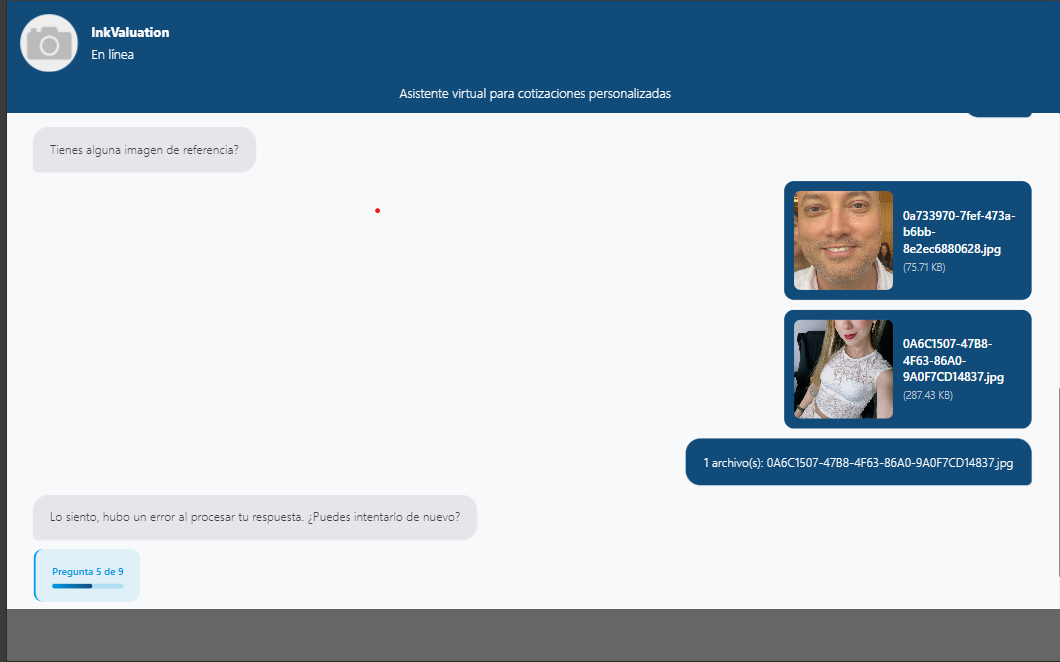 InkValuation
En línea
Asistente virtual para cotizaciones personalizadas
Tienes alguna imagen de referencia?
0a733970-7fef-473a-
b6bb-
8e2ec6880628.jpg
(75.71 KB)
0A6C1507-47B8-
4F63-86A0-
9A0F7CD14837.jpg
(287.43 KB)
1 archivo(s): 0A6C1507-47B8-4F63-86A0-9A0F7CD14837.jpg
Lo siento, hubo un error al procesar tu respuesta. ¿Puedes intentarlo de nuevo?
Pregunta 5 de 9